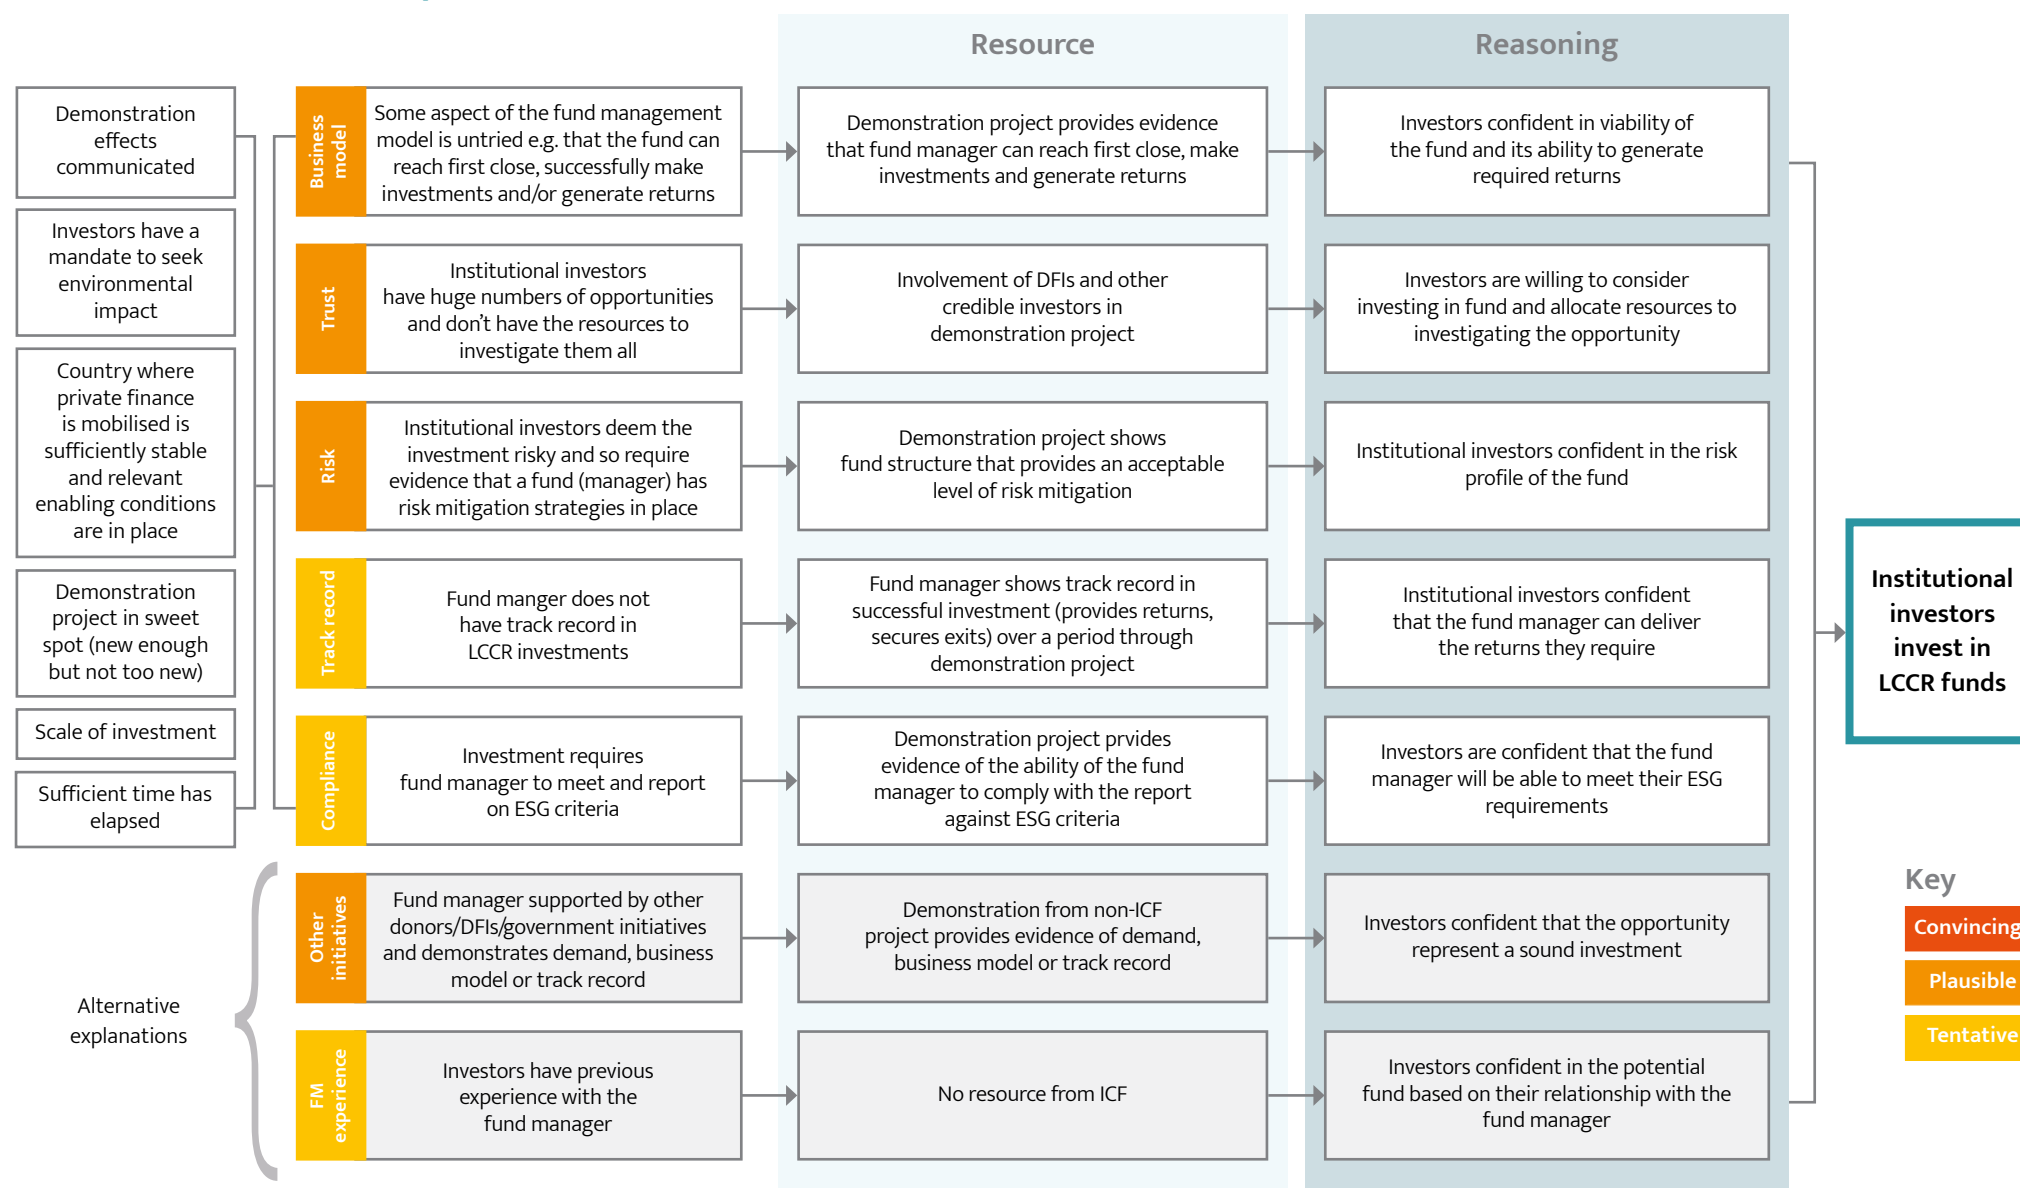 Resource
Reasoning
Demonstration
effects
communicated
Investors have a
mandate to seek
environmental
impact
Country where
private finance
is mobilised is
sufficiently stable
and relevant
enabling conditions
are in place
Demonstration
project in sweet
spot (new enough
but not too new)
Scale of investment
Sufficient time has
elapsed
Business
model
Some aspect of the fund management
model is untried e.g. that the fund can
reach first close, successfully make
investments and/or generate returns
Demonstration project provides evidence
that fund manager can reach first close, make
investments and generate returns
Investors confident in viability of
the fund and its ability to generate
required returns
Trust
Institutional investors
have huge numbers of opportunities
and don't have the resources to
investigate them all
Involvement of DFIs and other
credible investors in
demonstration project
Investors are willing to consider
investing in fund and allocate resources to
investigating the opportunity
Risk
Institutional investors deem the
investment risky and so require
evidence that a fund (manager) has
risk mitigation strategies in place
Demonstration project shows
fund structure that provides an acceptable
level of risk mitigation
Institutional investors confident in the risk
profile of the fund
Track record
Fund manger does not
have track record in
LCCR investments
Fund manager shows track record in
successful investment (provides returns,
secures exits) over a period through
demonstration project
Institutional investors confident
that the fund manager can deliver
the returns they require
Compliance
Investment requires
fund manager to meet and report
on ESG criteria
Demonstration project prvides
evidence of the ability of the fund
manager to comply with the report
against ESG criteria
Investors are confident that the fund
manager will be able to meet their ESG
requirements
Alternative
explanations
Other
initiatives
Fund manager supported by other
donors/DFIs/government initiatives
and demonstrates demand, business
model or track record
Demonstration from non-ICF
project provides evidence of demand,
business model or track record
Investors confident that the opportunity
represent a sound investment
FM
experience
Investors have previous
experience with the
fund manager
No resource from ICF
Investors confident in the potential
fund based on their relationship with the
fund manager
Institutional
investors
invest in
LCCR funds
Key
Convincing
Plausible
Tentative